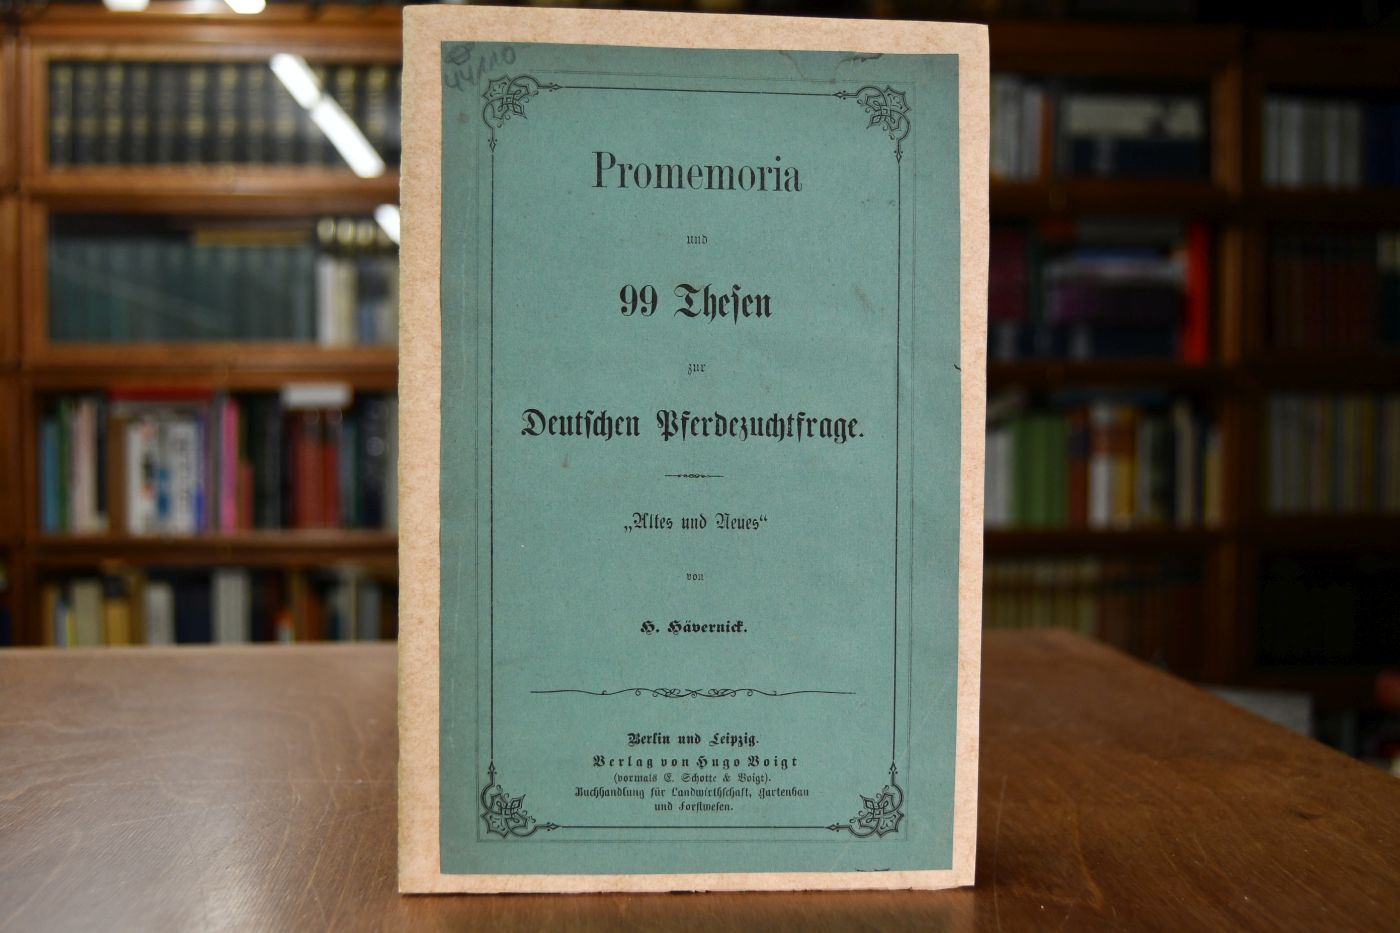 44110
Promemoria
und
99 Thesen
zur
Deutschen Pferdezuchtfrage.
„Altes und Neues“
von
H. Hävernick.
Berlin und Leipzig.
Verlag von Hugo Voigt
(vormals E. Schotte & Voigt).
Buchhandlung für Landwirthschaft, Gartenbau
und Forstwesen.